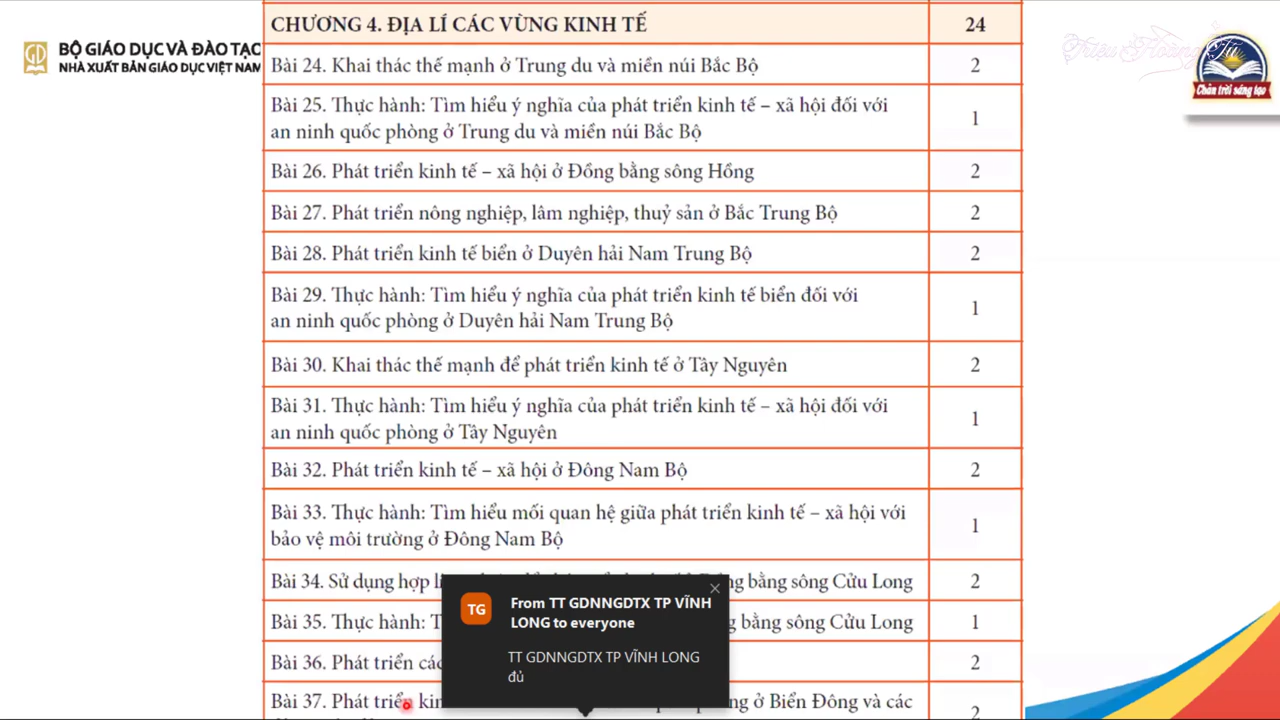 CHƯƠNG 4. ĐỊA LÍ CÁC VÙNG KINH TẾ 24
BỘ GIÁO DỤC VÀ ĐÀO TẠO
NHÀ XUẤT BẢN GIÁO DỤC VIỆT NAM
Triệu Hoàng Tú
Chân trời sáng tạo
Bài 24. Khai thác thế mạnh ở Trung du và miền núi Bắc Bộ 2
Bài 25. Thực hành: Tìm hiểu ý nghĩa của phát triển kinh tế – xã hội đối với
an ninh quốc phòng ở Trung du và miền núi Bắc Bộ 1
Bài 26. Phát triển kinh tế – xã hội ở Đồng bằng sông Hồng 2
Bài 27. Phát triển nông nghiệp, lâm nghiệp, thuỷ sản ở Bắc Trung Bộ 2
Bài 28. Phát triển kinh tế biển ở Duyên hải Nam Trung Bộ 2
Bài 29. Thực hành: Tìm hiểu ý nghĩa của phát triển kinh tế biển đối với
an ninh quốc phòng ở Duyên hải Nam Trung Bộ 1
Bài 30. Khai thác thế mạnh để phát triển kinh tế ở Tây Nguyên 2
Bài 31. Thực hành: Tìm hiểu ý nghĩa của phát triển kinh tế – xã hội đối với
an ninh quốc phòng ở Tây Nguyên 1
Bài 32. Phát triển kinh tế – xã hội ở Đông Nam Bộ 2
Bài 33. Thực hành: Tìm hiểu mối quan hệ giữa phát triển kinh tế – xã hội với
bảo vệ môi trường ở Đông Nam Bộ 1
Bài 34. Sử dụng hợp bằng sông Cửu Long 2
Bài 35. Thực hành: bằng sông Cửu Long 1
Bài 36. Phát triển 2
Bài 37. Phát triển ở Biển Đông và các 2
TG
From TT GDNNGDTX TP VĨNH
LONG to everyone
TT GDNNGDTX TP VĨNH LONG
đủ